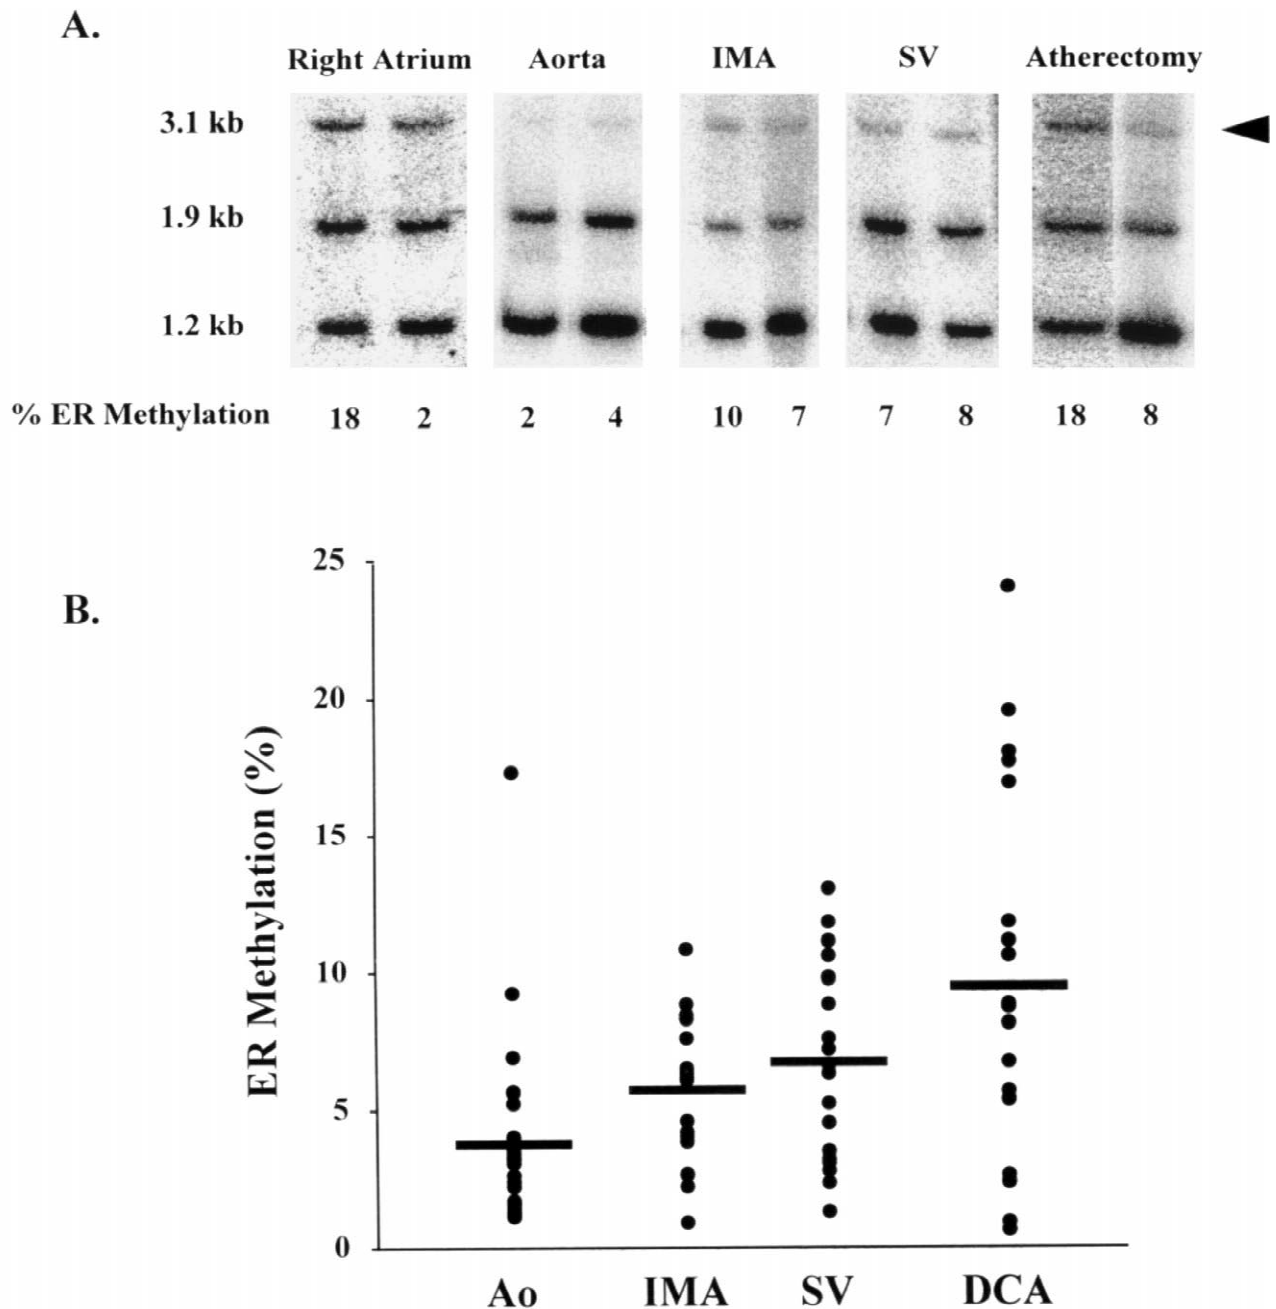 A.
Right Atrium Aorta IMA SV Atherectomy
3.1 kb
1.9 kb
1.2 kb
% ER Methylation 18 2 2 4 10 7 7 8 18 8
B.
ER Methylation (%)
25
20
15
10
5
0
Ao IMA SV DCA